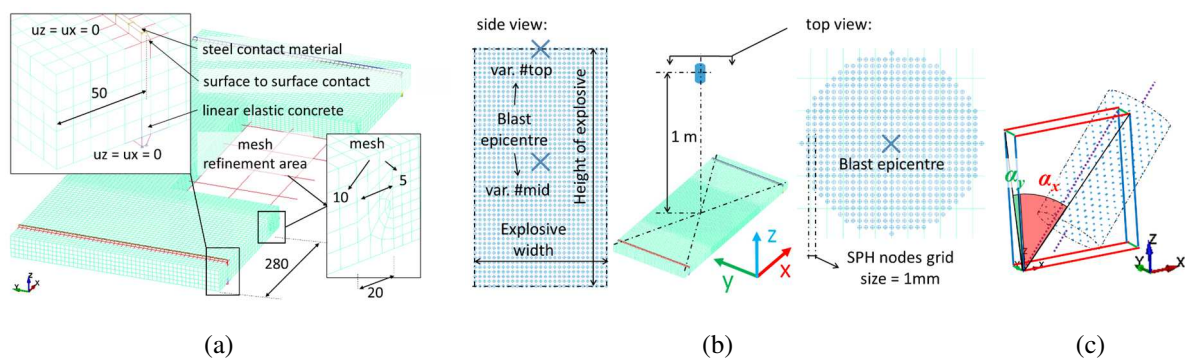 uz = ux = 0
steel contact material
surface to surface contact
50
linear elastic concrete
uz = ux = 0
mesh
refinement area
mesh
5
10
280
20
z
Y
X
(a)
side view:
var. #top
Blast
epicentre
var. #mid
Height of explosive
Explosive
width
1 m
z
x
y
top view:
Blast epicentre
SPH nodes grid
size = 1mm
(b)
αy
αx
Z
Y
X
(c)